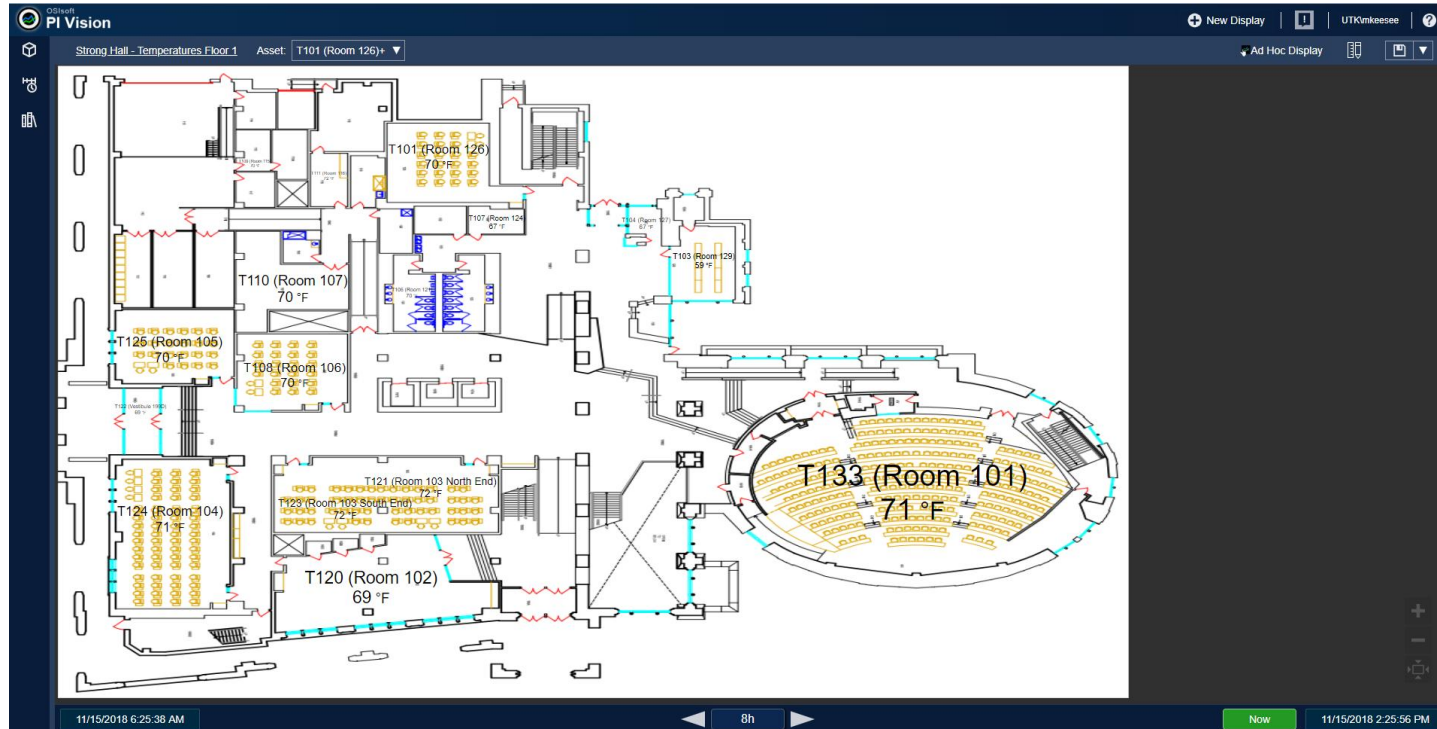 OSIsoft
PI Vision
New Display
UTK\mkeesee
?
Strong Hall - Temperatures Floor 1
Asset: T101 (Room 126)+
Ad Hoc Display
T101 (Room 126)
70 °F
T107 (Room 124)
67 °F
T104 (Room 127)
67 °F
T103 (Room 129)
59 °F
T110 (Room 107)
70 °F
T125 (Room 105)
70 °F
T108 (Room 106)
70 °F
T121 (Room 103 North End)
72 °F
T123 (Room 103 South End)
72 °F
T124 (Room 104)
71 °F
T133 (Room 101)
71 °F
T120 (Room 102)
69 °F
11/15/2018 6:25:38 AM
8h
Now
11/15/2018 2:25:56 PM